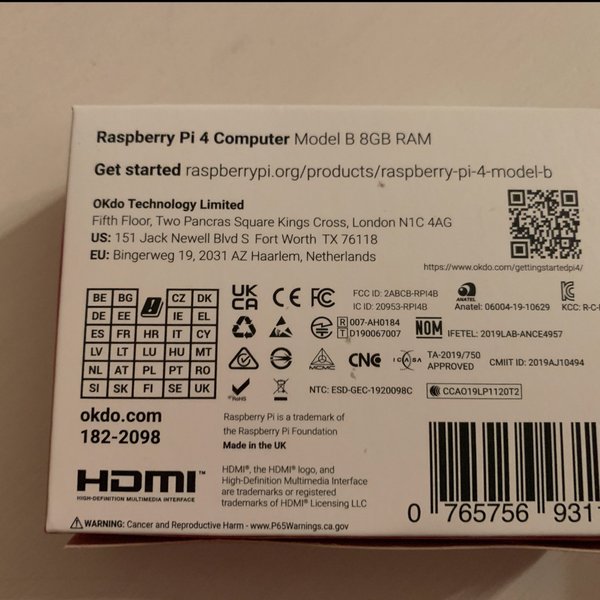 Raspberry Pi 4 Computer Model B 8GB RAM
Get started raspberrypi.org/products/raspberry-pi-4-model-b
OKdo Technology Limited
Fifth Floor, Two Pancras Square Kings Cross, London N1C 4AG
US: 151 Jack Newell Blvd S Fort Worth TX 76118
EU: Bingerweg 19, 2031 AZ Haarlem, Netherlands
https://www.okdo.com/gettingstartedpi4/
BE BG CZ DK
DE EE IE EL
ES FR HR IT CY
LV LT LU HU MT
NL AT PL PT RO
SI SK FI SE UK
UK CA CE FC
FCC ID: 2ABCB-RPI4B
IC ID: 20953-RPI4B
ANATEL
Anatel: 06004-19-10629
KCC: R-C-
R 007-AH0184
T D190067007
NOM
IFETEL: 2019LAB-ANCE4957
MCMC
CNC
ICASA
TA-2019/750
APPROVED
CMIIT ID: 2019AJ10494
RoHS
NTC: ESD-GEC-1920098C
CCAO19LP1120T2
okdo.com
182-2098
Raspberry Pi is a trademark of
the Raspberry Pi Foundation
Made in the UK
HDMI™
HIGH-DEFINITION MULTIMEDIA INTERFACE
HDMI®, the HDMI® logo, and
High-Definition Multimedia Interface
are trademarks or registered
trademarks of HDMI® Licensing LLC
0 765756 9311
WARNING: Cancer and Reproductive Harm - www.P65Warnings.ca.gov